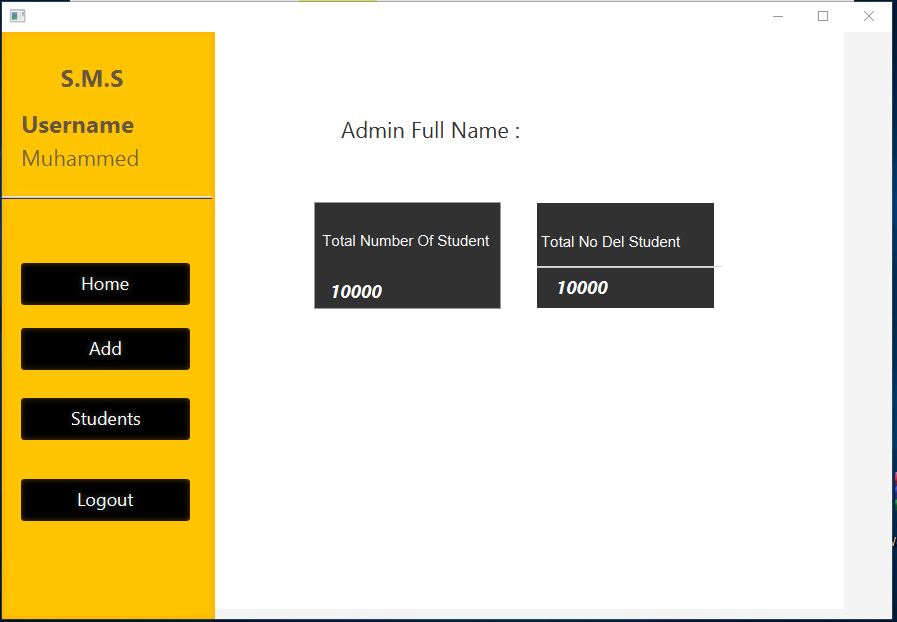 S.M.S
Username
Muhammed
Home
Add
Students
Logout
Admin Full Name :
Total Number Of Student
10000
Total No Del Student
10000